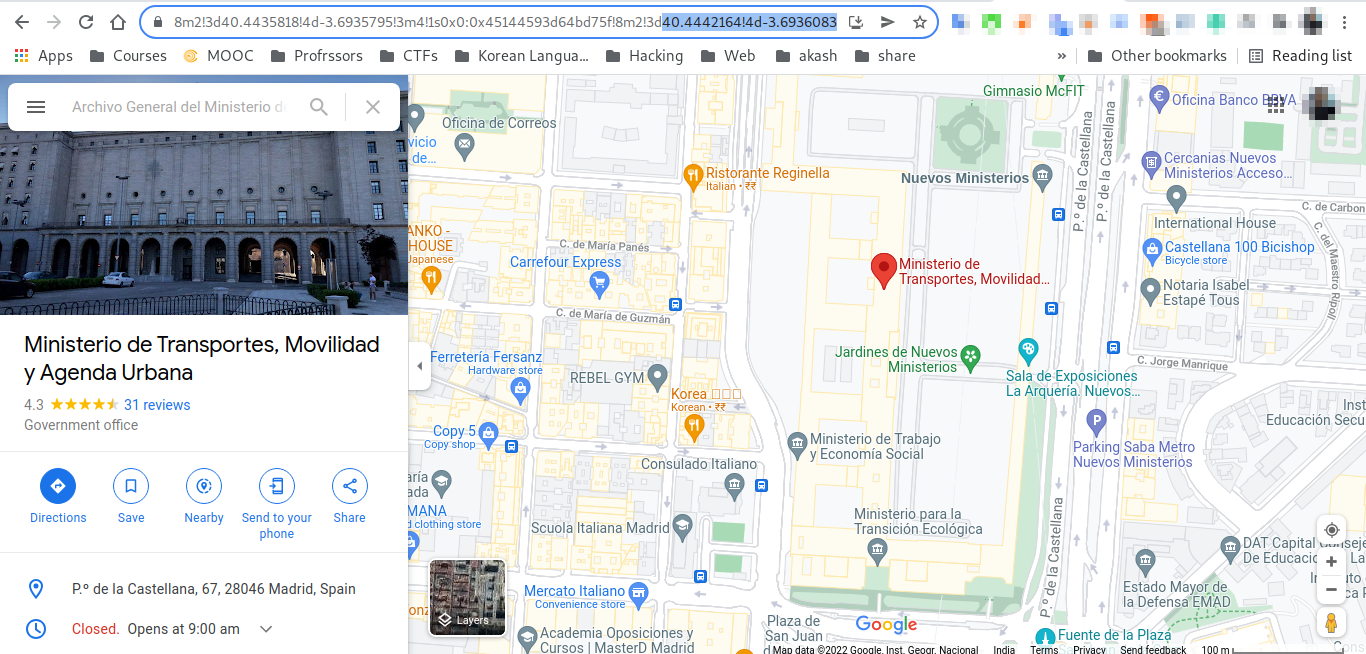 8m2!3d40.4435818!4d-3.6935795!3m4!1s0x0:0x45144593d64bd75f!8m2!3d40.4442164!4d-3.6936083
Apps Courses MOOC Profrssors CTFs Korean Langua... Hacking Web akash share » Other bookmarks Reading list
Archivo General del Ministerio d
Ministerio de Transportes, Movilidad
y Agenda Urbana
4.3 31 reviews
Government office
Directions Save Nearby Send to your
phone Share
P.º de la Castellana, 67, 28046 Madrid, Spain
Closed. Opens at 9:00 am
Gimnasio McFIT
Oficina de Correos
vicio
de...
Ristorante Reginella
Italian • ₹₹
Nuevos Ministerios
P.º de la Castellana
P.º de la Castellana
Oficina Banco BBVA
Cercanias Nuevos
Ministerios Acceso...
International House
C. de Carbon
C. del Maestro Ripoll
ANKO -
HOUSE
Japanese
C. de María Panés
Carrefour Express
Castellana 100 Bicishop
Bicycle store
Ministerio de
Transportes, Movilidad...
Notaria Isabel
Estapé Tous
C. de María de Guzmán
Ferretería Fersanz
Hardware store
REBEL GYM
Jardines de Nuevos
Ministerios
Sala de Exposiciones
La Arquería. Nuevos...
C. Jorge Manrique
Korea
Korean • ₹₹
Inst
Educación Secu
Copy 5
Copy shop
Ministerio de Trabajo
y Economía Social
P
Parking Saba Metro
Nuevos Ministerios
Consulado Italiano
aría
ada
MANA
d clothing store
Scuola Italiana Madrid
Ministerio para la
Transición Ecológica
P.º de la Castellana
DAT Capital Consej
De Educacion
Estado Mayor de
la Defensa EMAD
Mercato Italiano
Convenience store
onz
Layers
Academia Oposiciones y
Cursos | MasterD Madrid
Plaza de
San Juan
Google
Fuente de la Plaza
Map data ©2022 Google, Inst. Geogr. Nacional India Terms Privacy Send feedback 100 m